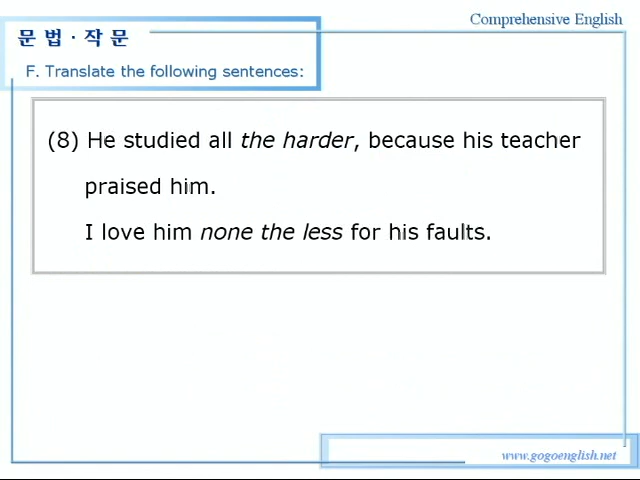 Comprehensive English
문 법 · 작 문
F. Translate the following sentences:
(8) He studied all the harder, because his teacher
praised him.
I love him none the less for his faults.
www.gogoenglish.net